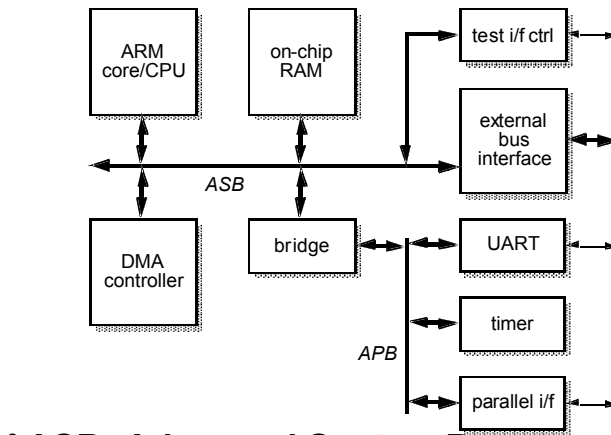 ARM
core/CPU
on-chip
RAM
test i/f ctrl
external
bus
interface
ASB
DMA
controller
bridge
UART
timer
APB
parallel i/f